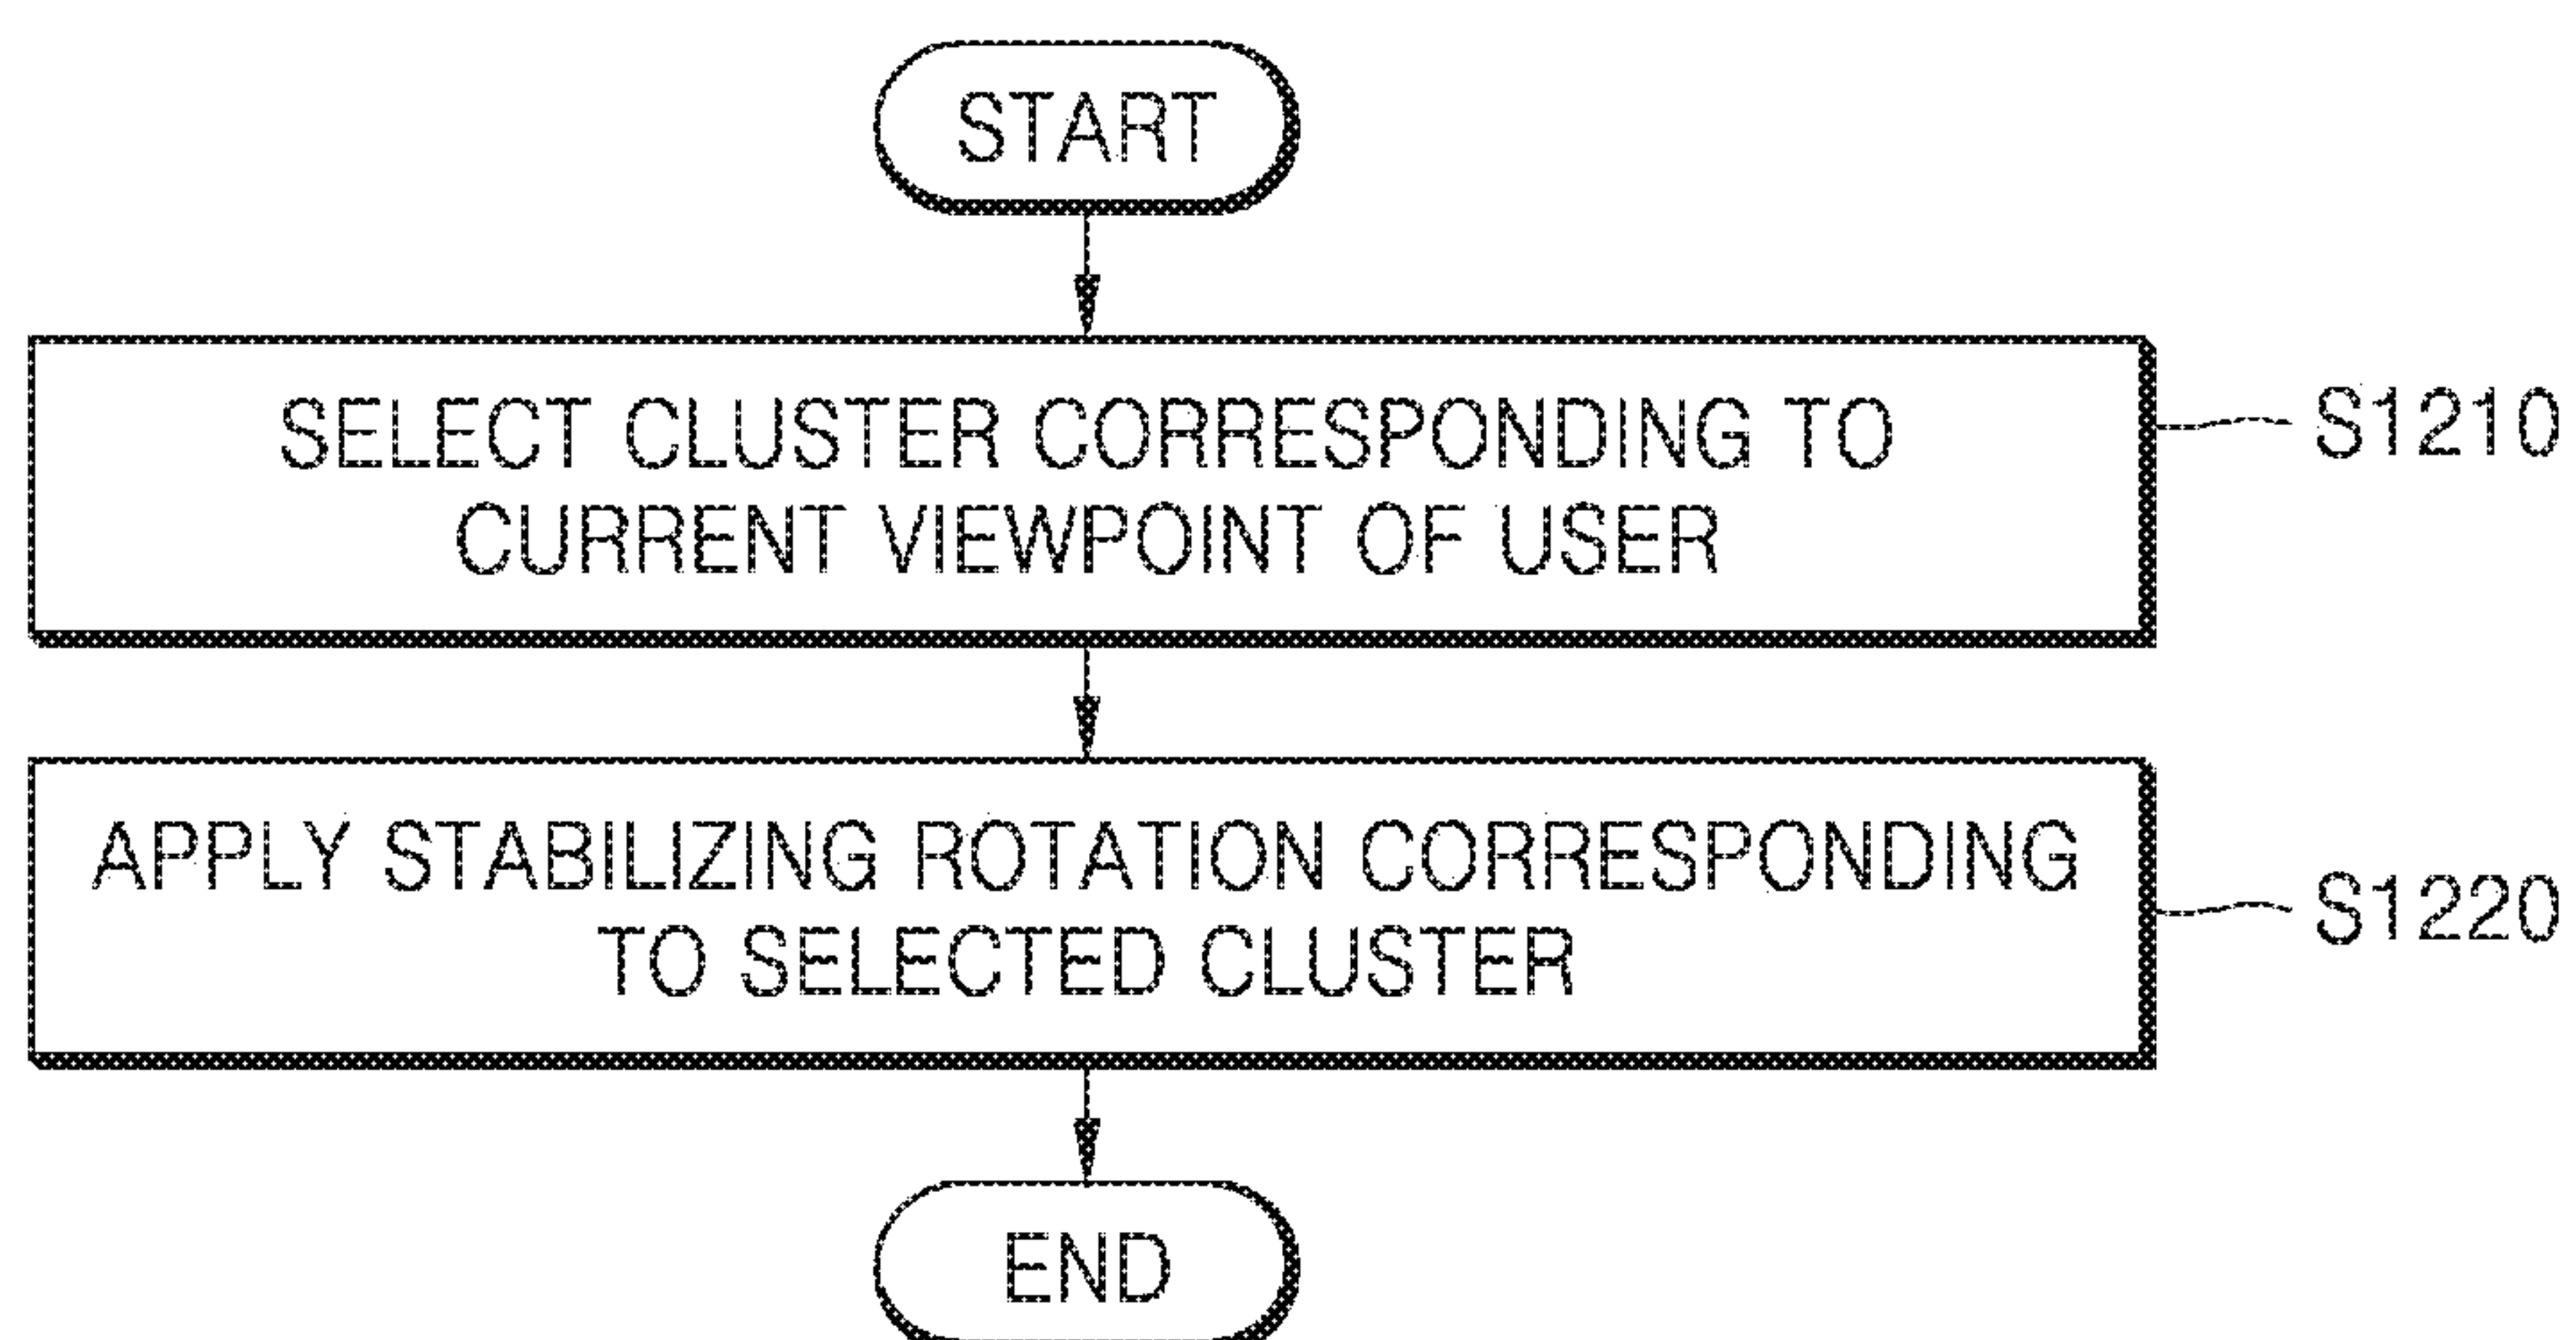 START
SELECT CLUSTER CORRESPONDING TO
CURRENT VIEWPOINT OF USER
S1210
APPLY STABILIZING ROTATION CORRESPONDING
TO SELECTED CLUSTER
S1220
END